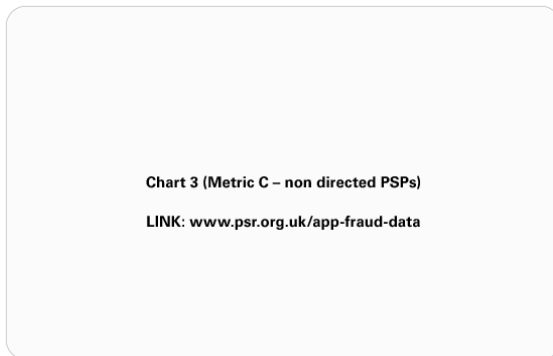 Chart 3 (Metric C – non directed PSPs)
LINK: www.psr.org.uk/app-fraud-data